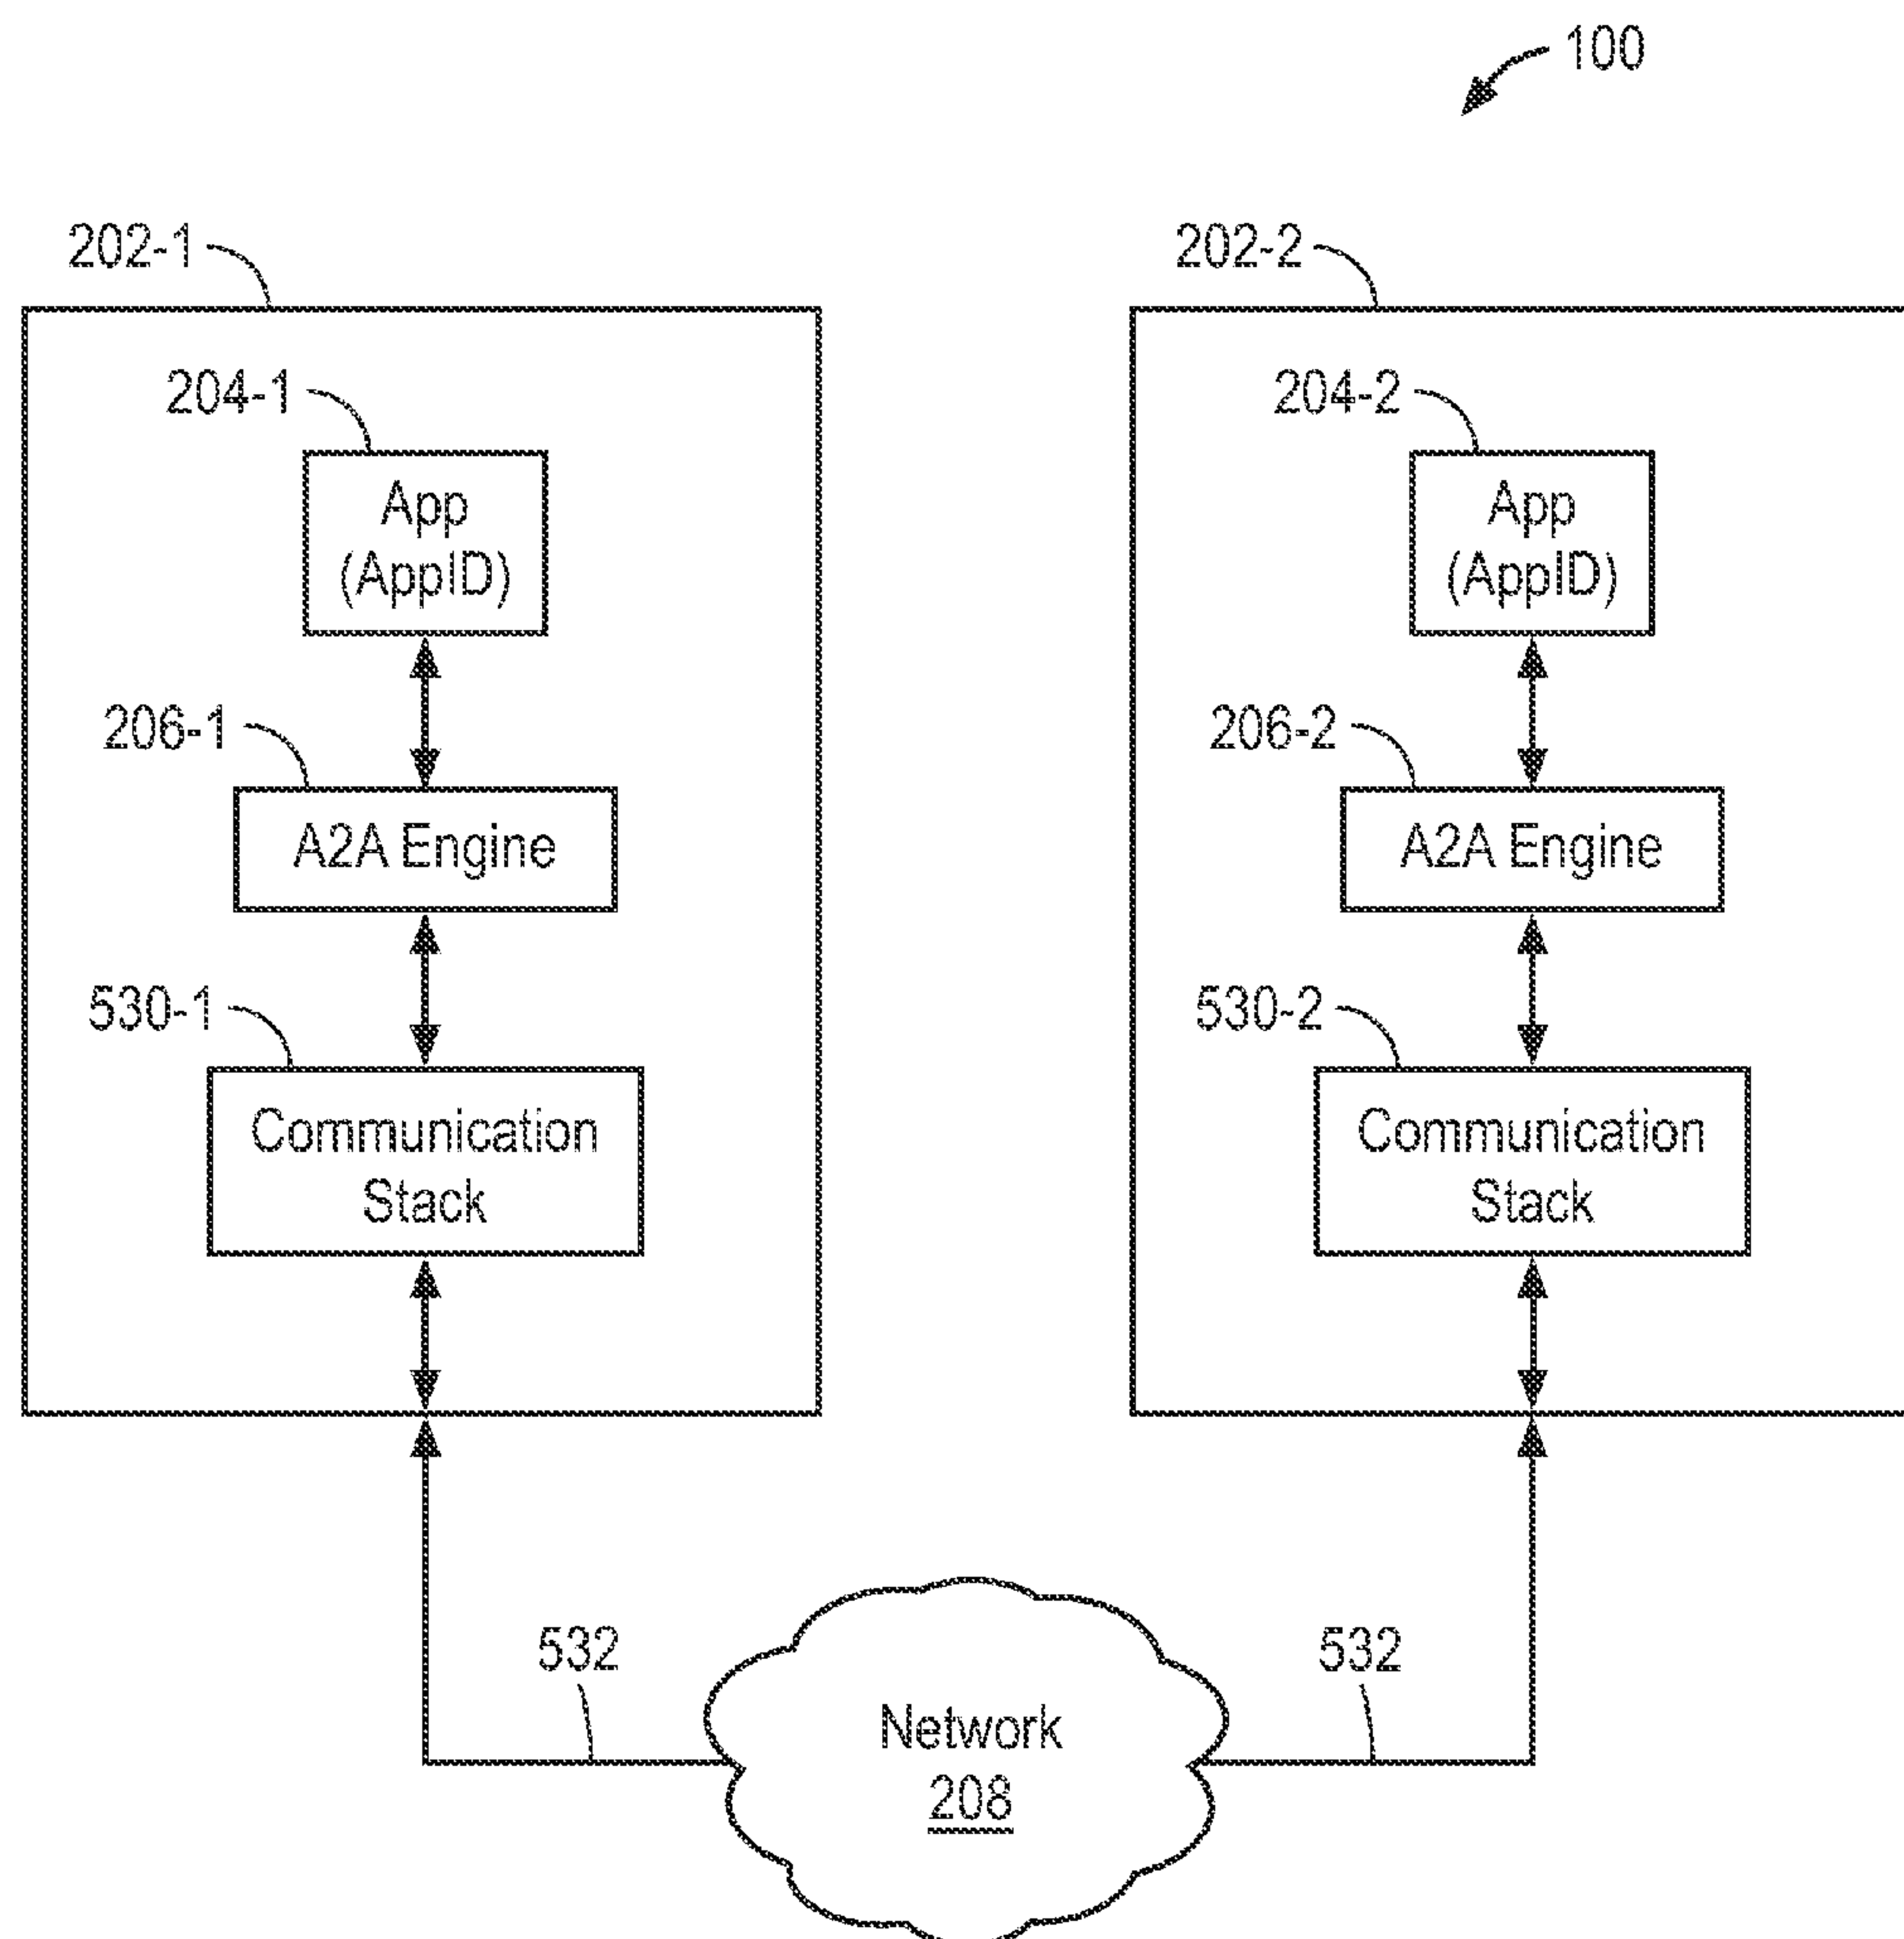 100
202-1
202-2
204-1
204-2
App
(AppID)
App
(AppID)
206-1
206-2
A2A Engine
A2A Engine
530-1
530-2
Communication
Stack
Communication
Stack
532
532
Network
208